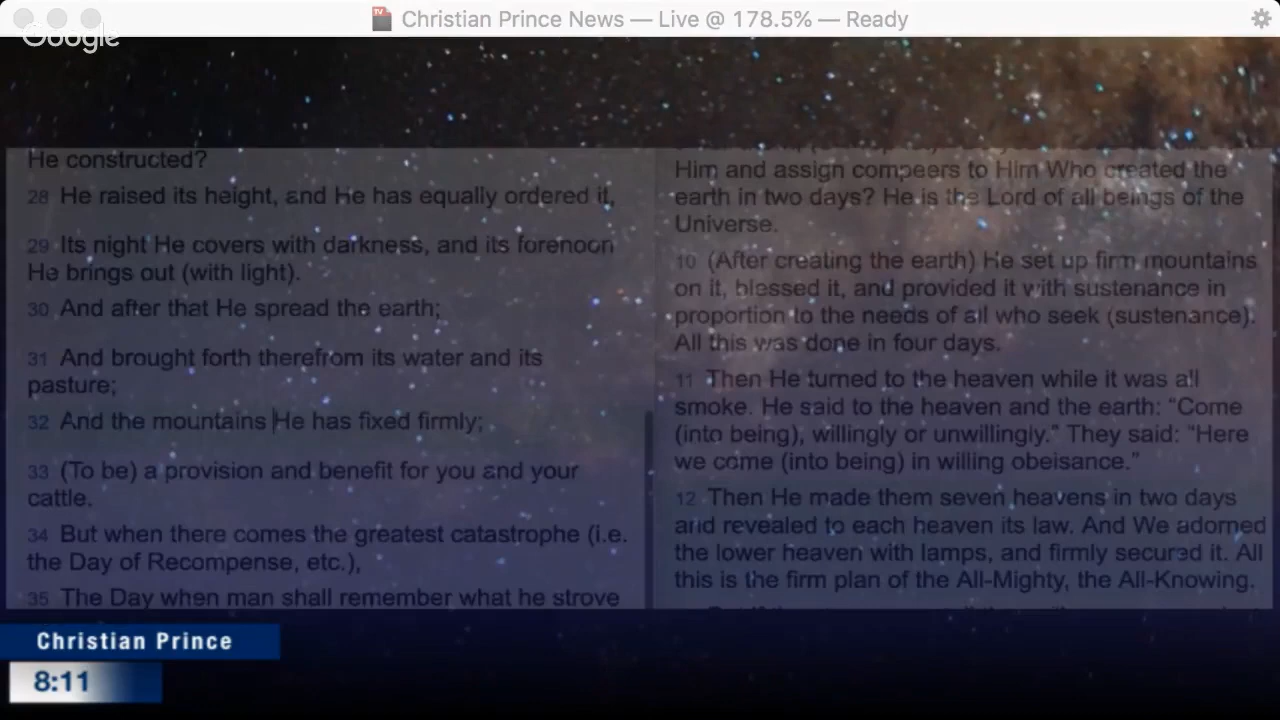 Christian Prince News — Live @ 178.5% — Ready
Google
He constructed?
28 He raised its height, and He has equally ordered it,
29 Its night He covers with darkness, and its forenoon
He brings out (with light).
30 And after that He spread the earth;
31 And brought forth therefrom its water and its
pasture;
32 And the mountains He has fixed firmly;
33 (To be) a provision and benefit for you and your
cattle.
34 But when there comes the greatest catastrophe (i.e.
the Day of Recompense, etc.),
35 The Day when man shall remember what he strove
Him and assign compeers to Him Who created the
earth in two days? He is the Lord of all beings of the
Universe.
10 (After creating the earth) He set up firm mountains
on it, blessed it, and provided it with sustenance in
proportion to the needs of all who seek (sustenance).
All this was done in four days.
11 Then He turned to the heaven while it was all
smoke. He said to the heaven and the earth: “Come
(into being), willingly or unwillingly.” They said: “Here
we come (into being) in willing obeisance.”
12 Then He made them seven heavens in two days
and revealed to each heaven its law. And We adorned
the lower heaven with lamps, and firmly secured it. All
this is the firm plan of the All-Mighty, the All-Knowing.
Christian Prince
8:11